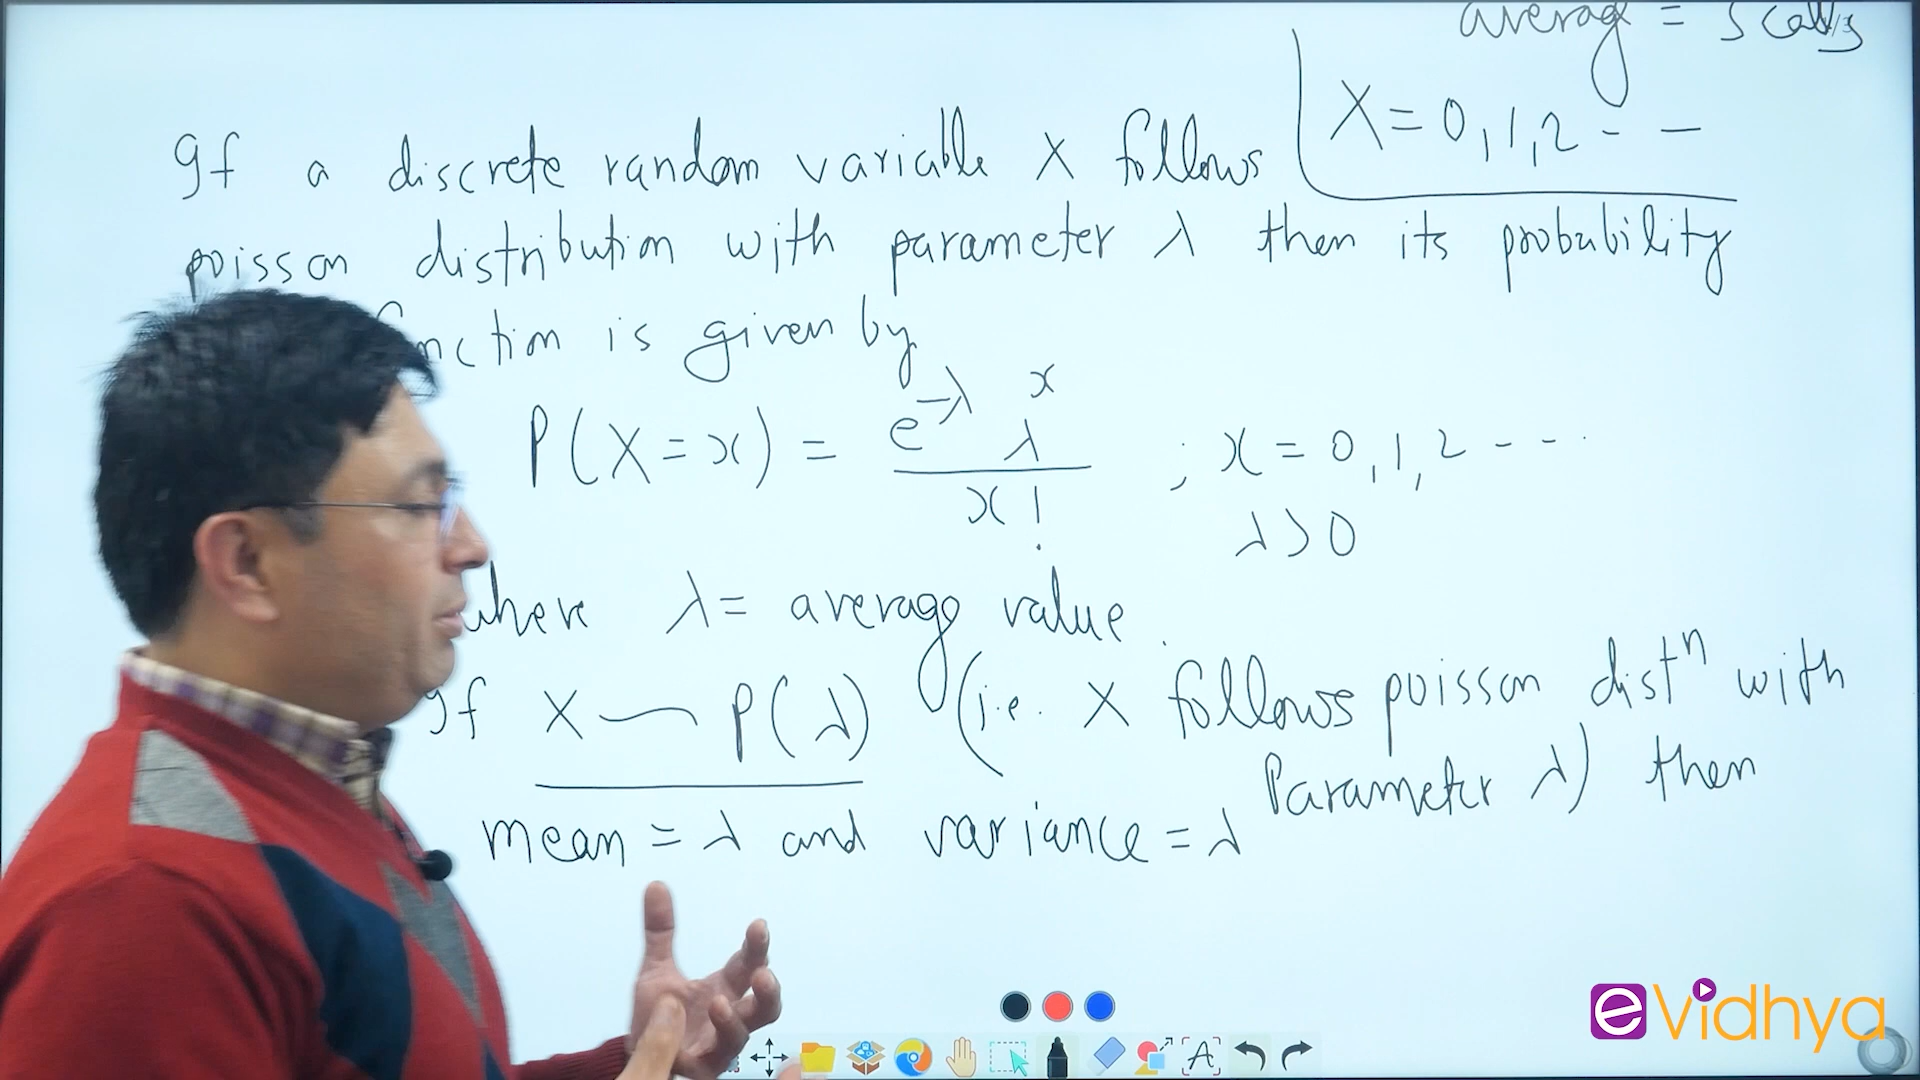 average = 5 calls
X = 0, 1, 2 - -
If a discrete random variable X follows
poisson distribution with parameter λ then its probability
function is given by
P(X = x) = e^-λ λ^x / x! ; x = 0, 1, 2 - - -
λ > 0
where λ = average value.
If X ~ P(λ) (i.e. X follows poisson distⁿ with
Parameter λ) then
mean = λ and variance = λ
eVidhya